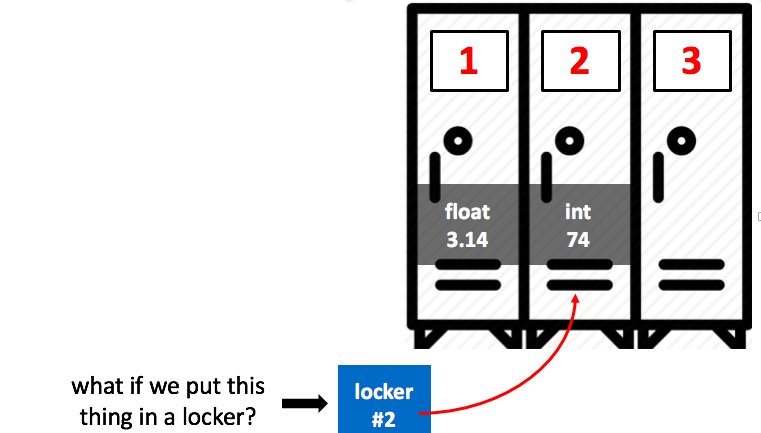 1 2 3
float int
3.14 74
what if we put this
thing in a locker?
locker
#2